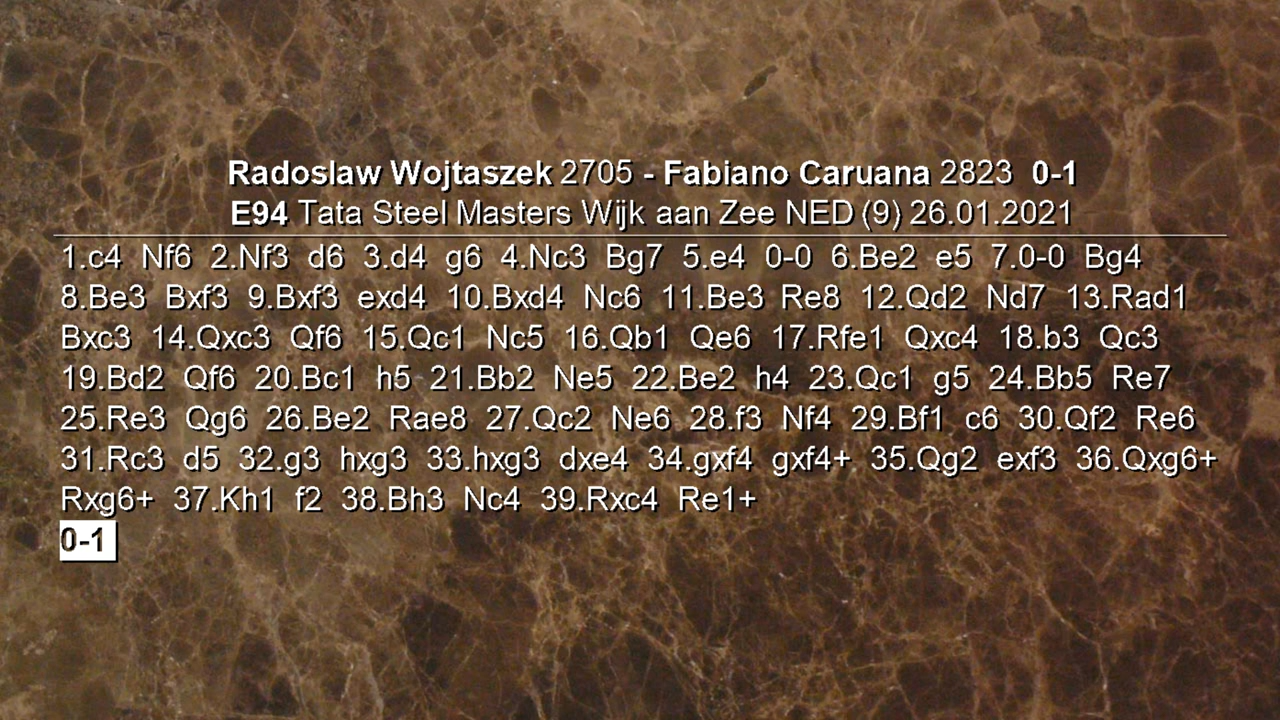 Radoslaw Wojtaszek 2705 - Fabiano Caruana 2823 0-1
E94 Tata Steel Masters Wijk aan Zee NED (9) 26.01.2021
1.c4 Nf6 2.Nf3 d6 3.d4 g6 4.Nc3 Bg7 5.e4 0-0 6.Be2 e5 7.0-0 Bg4
8.Be3 Bxf3 9.Bxf3 exd4 10.Bxd4 Nc6 11.Be3 Re8 12.Qd2 Nd7 13.Rad1
Bxc3 14.Qxc3 Qf6 15.Qc1 Nc5 16.Qb1 Qe6 17.Rfe1 Qxc4 18.b3 Qc3
19.Bd2 Qf6 20.Bc1 h5 21.Bb2 Ne5 22.Be2 h4 23.Qc1 g5 24.Bb5 Re7
25.Re3 Qg6 26.Be2 Rae8 27.Qc2 Ne6 28.f3 Nf4 29.Bf1 c6 30.Qf2 Re6
31.Rc3 d5 32.g3 hxg3 33.hxg3 dxe4 34.gxf4 gxf4+ 35.Qg2 exf3 36.Qxg6+
Rxg6+ 37.Kh1 f2 38.Bh3 Nc4 39.Rxc4 Re1+
0-1